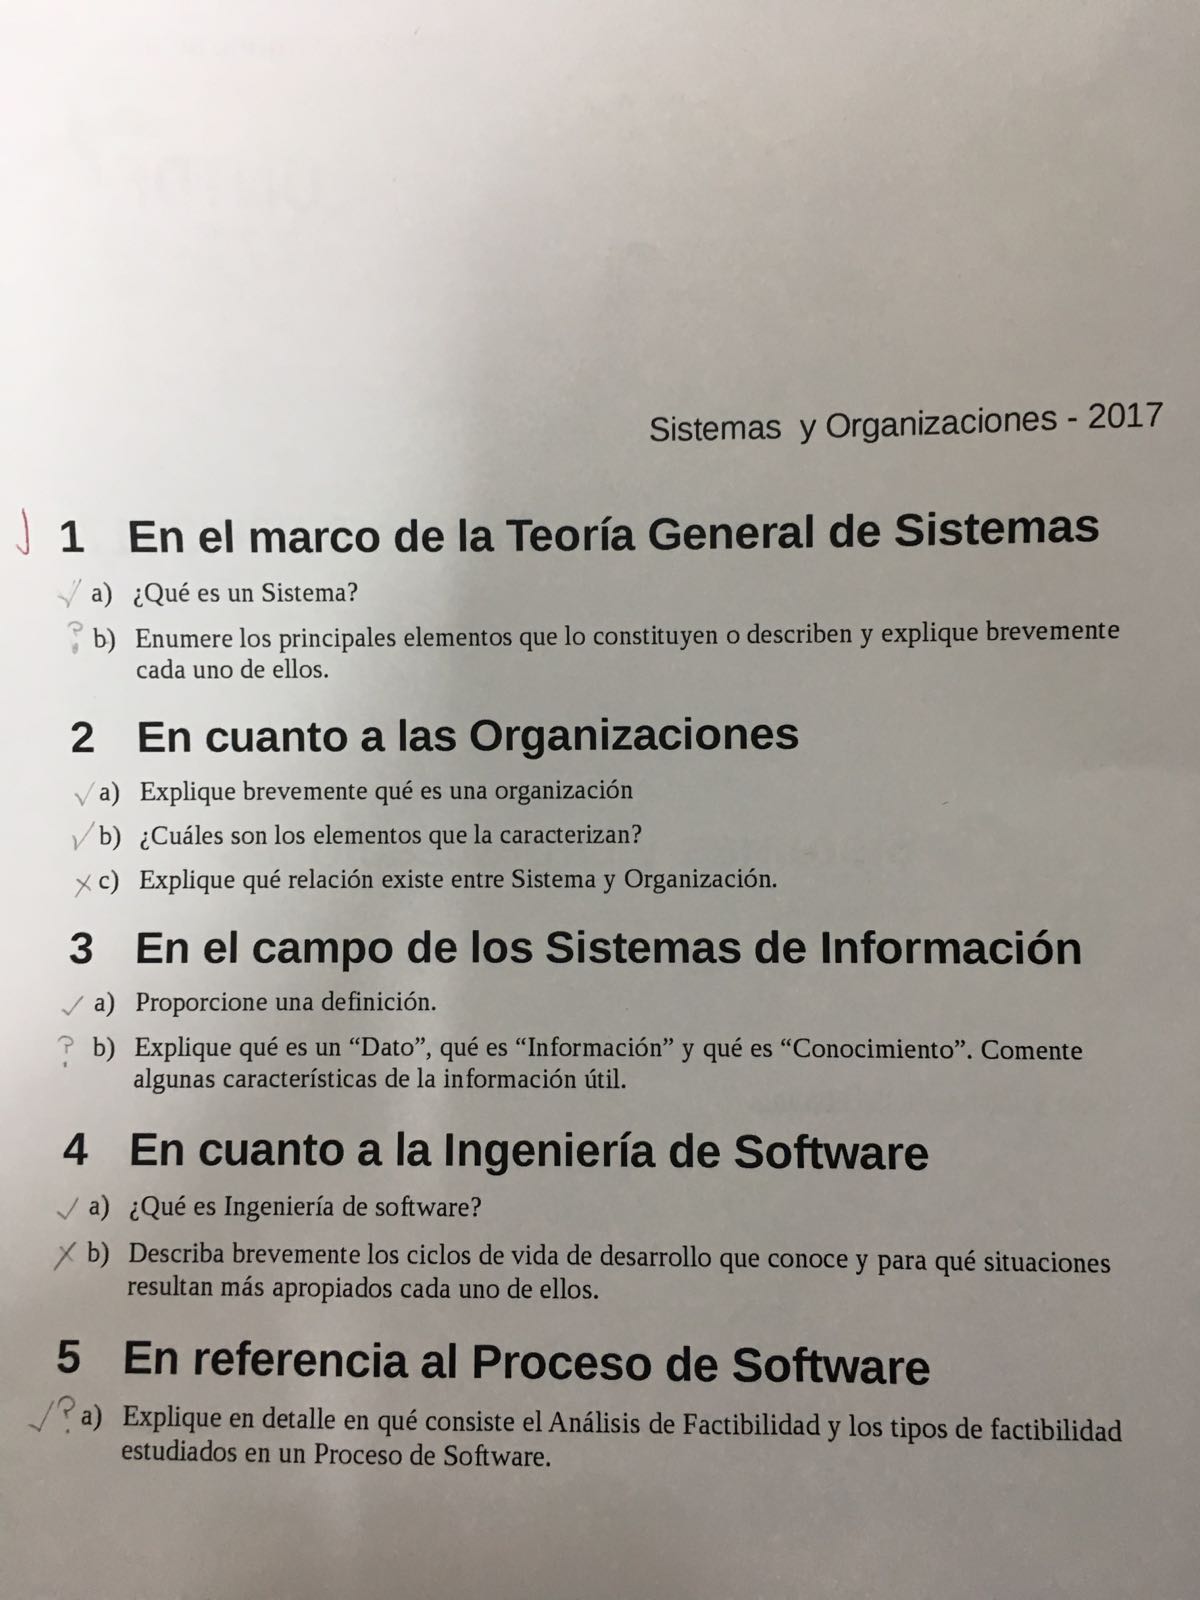 Sistemas y Organizaciones - 2017
1 En el marco de la Teoría General de Sistemas
✓ a) ¿Qué es un Sistema?
? b) Enumere los principales elementos que lo constituyen o describen y explique brevemente
cada uno de ellos.
2 En cuanto a las Organizaciones
✓ a) Explique brevemente qué es una organización
✓ b) ¿Cuáles son los elementos que la caracterizan?
x c) Explique qué relación existe entre Sistema y Organización.
3 En el campo de los Sistemas de Información
✓ a) Proporcione una definición.
? b) Explique qué es un “Dato”, qué es “Información” y qué es “Conocimiento”. Comente
algunas características de la información útil.
4 En cuanto a la Ingeniería de Software
✓ a) ¿Qué es Ingeniería de software?
x b) Describa brevemente los ciclos de vida de desarrollo que conoce y para qué situaciones
resultan más apropiados cada uno de ellos.
5 En referencia al Proceso de Software
✓? a) Explique en detalle en qué consiste el Análisis de Factibilidad y los tipos de factibilidad
estudiados en un Proceso de Software.